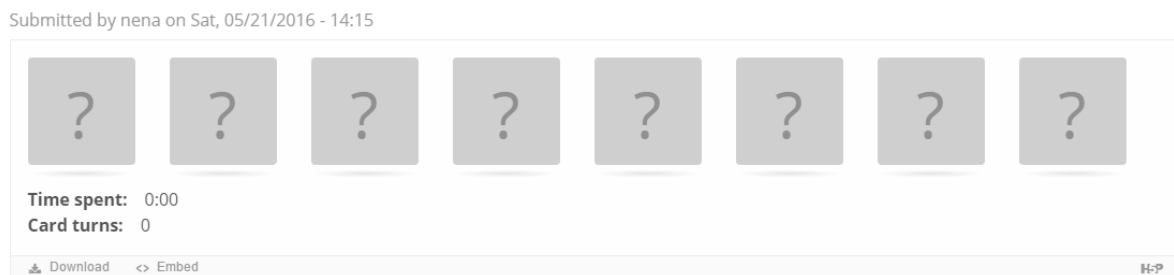 Submitted by nena on Sat, 05/21/2016 - 14:15
? ? ? ? ? ? ? ?
Time spent: 0:00
Card turns: 0
Download <> Embed
H5P